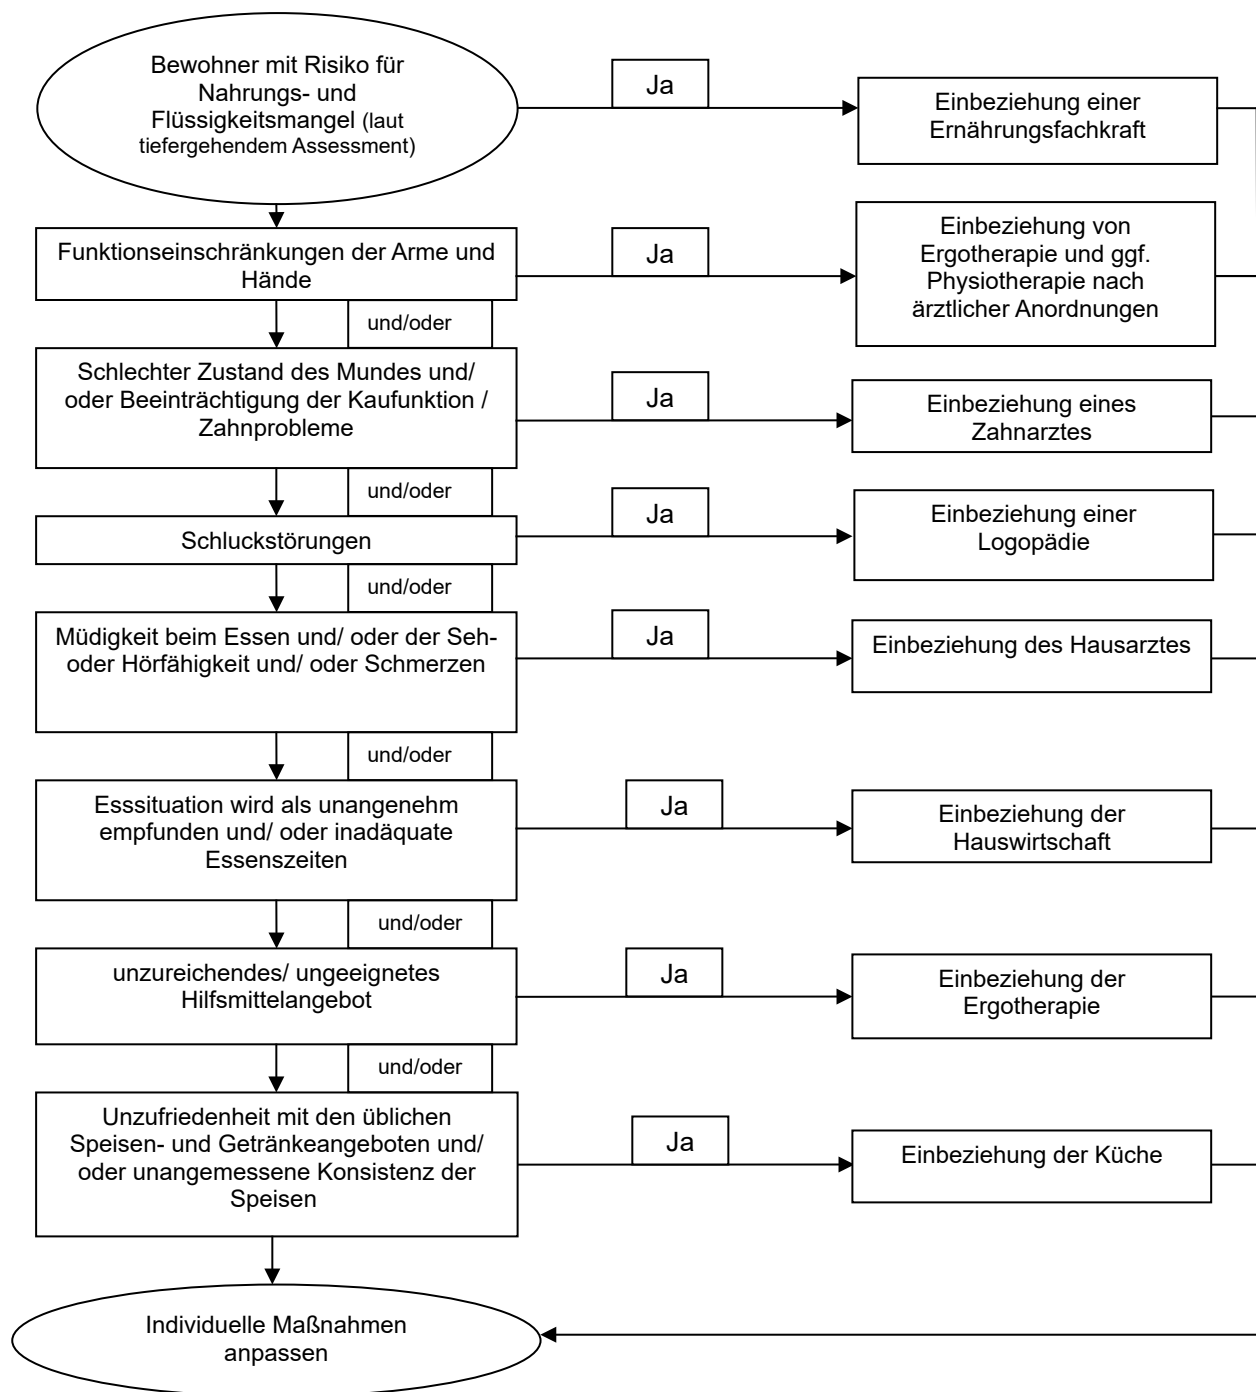 Bewohner mit Risiko für
Nahrungs- und
Flüssigkeitsmangel (laut
tiefergehendem Assessment)
Ja
Einbeziehung einer
Ernährungsfachkraft
Funktionseinschränkungen der Arme und
Hände
Ja
Einbeziehung von
Ergotherapie und ggf.
Physiotherapie nach
ärztlicher Anordnungen
und/oder
Schlechter Zustand des Mundes und/
oder Beeinträchtigung der Kaufunktion /
Zahnprobleme
Ja
Einbeziehung eines
Zahnarztes
und/oder
Schluckstörungen
Ja
Einbeziehung einer
Logopädie
und/oder
Müdigkeit beim Essen und/ oder der Seh-
oder Hörfähigkeit und/ oder Schmerzen
Ja
Einbeziehung des Hausarztes
und/oder
Esssituation wird als unangenehm
empfunden und/ oder inadäquate
Essenszeiten
Ja
Einbeziehung der
Hauswirtschaft
und/oder
unzureichendes/ ungeeignetes
Hilfsmittelangebot
Ja
Einbeziehung der
Ergotherapie
und/oder
Unzufriedenheit mit den üblichen
Speisen- und Getränkeangeboten und/
oder unangemessene Konsistenz der
Speisen
Ja
Einbeziehung der Küche
Individuelle Maßnahmen
anpassen